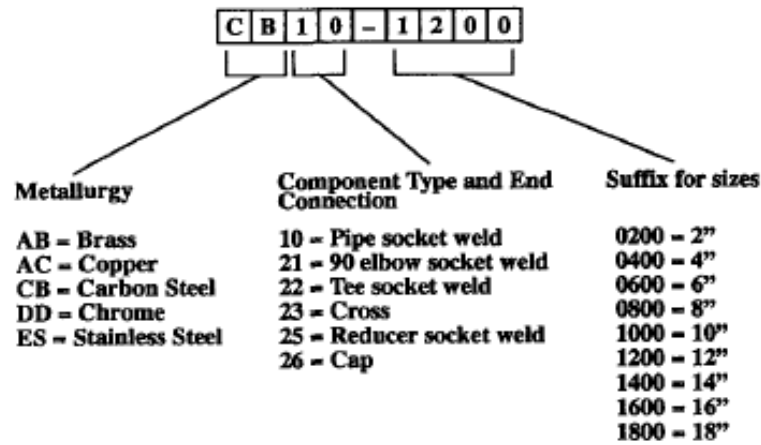 CB10-1200
Metallurgy
AB = Brass
AC = Copper
CB = Carbon Steel
DD = Chrome
ES = Stainless Steel
Component Type and End
Connection
10 = Pipe socket weld
21 = 90 elbow socket weld
22 = Tee socket weld
23 = Cross
25 = Reducer socket weld
26 = Cap
Suffix for sizes
0200 = 2”
0400 = 4”
0600 = 6”
0800 = 8”
1000 = 10”
1200 = 12”
1400 = 14”
1600 = 16”
1800 = 18”